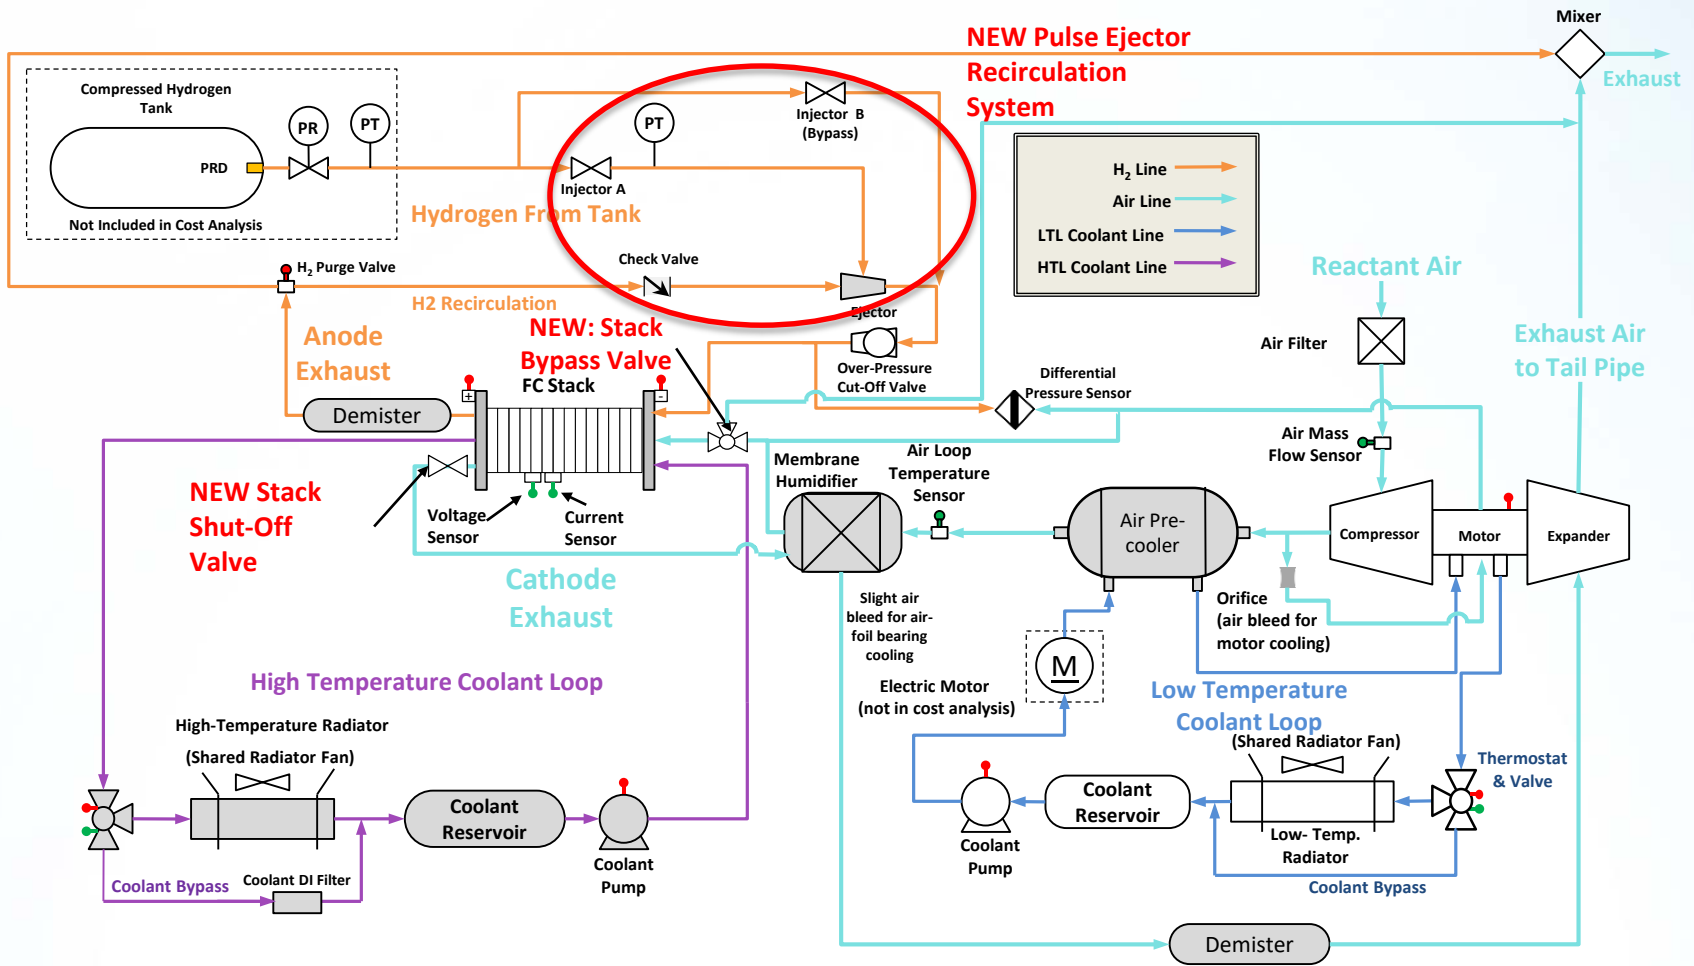 Mixer
Exhaust
NEW Pulse Ejector
Recirculation
System
Compressed Hydrogen
Tank
PR
PT
PRD
Not Included in Cost Analysis
PT
Injector B
(Bypass)
Injector A
Hydrogen From Tank
H2 Line
Air Line
LTL Coolant Line
HTL Coolant Line
H2 Purge Valve
Check Valve
H2 Recirculation
Ejector
Reactant Air
Anode
Exhaust
NEW: Stack
Bypass Valve
FC Stack
Over-Pressure
Cut-Off Valve
Differential
Pressure Sensor
Air Filter
Exhaust Air
to Tail Pipe
+
-
Demister
Air Mass
Flow Sensor
Membrane
Humidifier
Air Loop
Temperature
Sensor
NEW Stack
Shut-Off
Valve
Voltage
Sensor
Current
Sensor
Air Pre-
cooler
Compressor
Motor
Expander
Cathode
Exhaust
Slight air
bleed for air-
foil bearing
cooling
Orifice
(air bleed for
motor cooling)
M
Electric Motor
(not in cost analysis)
High Temperature Coolant Loop
Low Temperature
Coolant Loop
High-Temperature Radiator
(Shared Radiator Fan)
(Shared Radiator Fan)
Thermostat
& Valve
Coolant
Reservoir
Coolant
Pump
Coolant Bypass
Coolant DI Filter
Coolant
Pump
Coolant
Reservoir
Low- Temp.
Radiator
Coolant Bypass
Demister